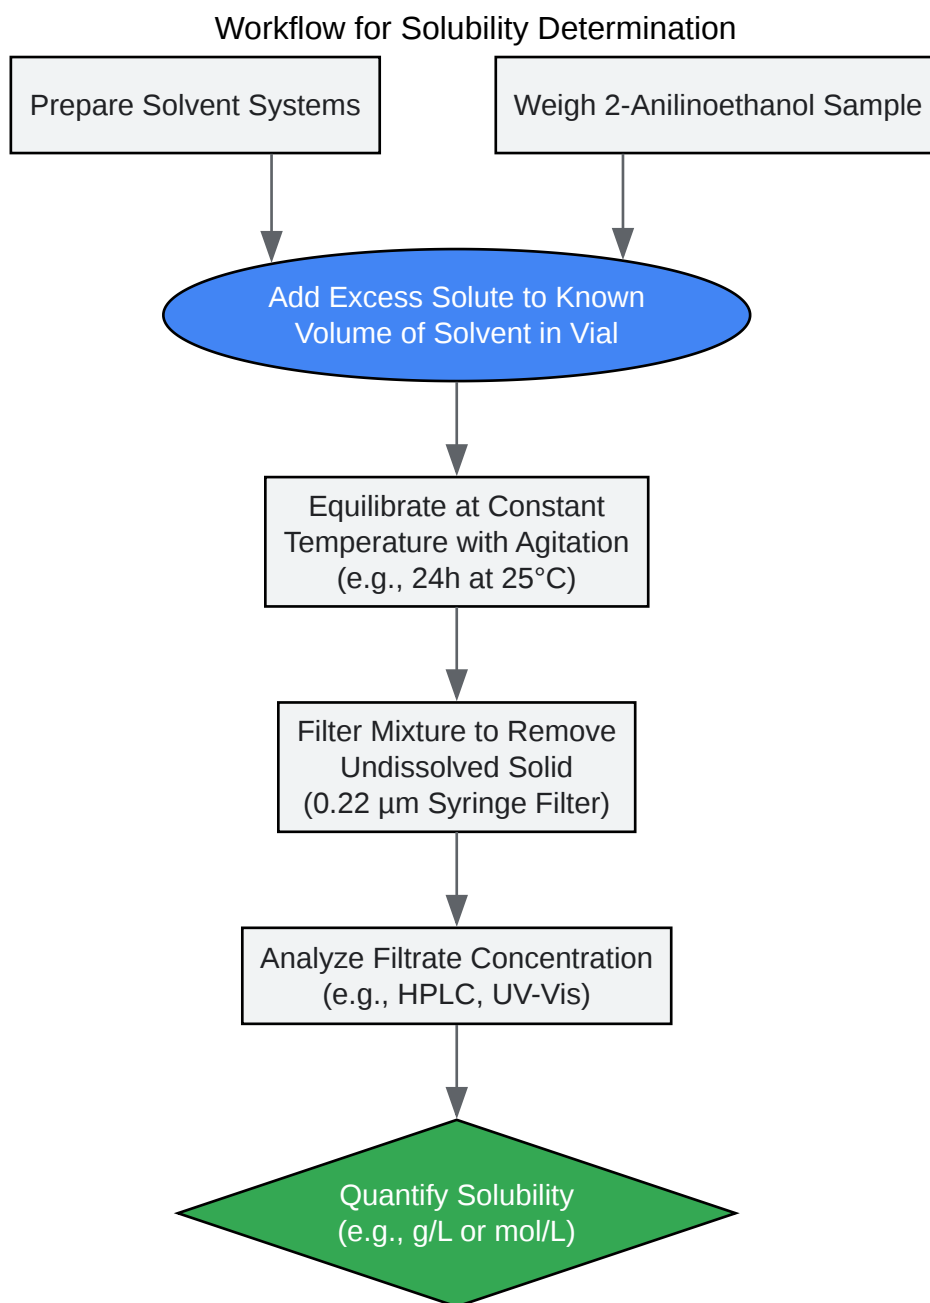 Workflow for Solubility Determination
Prepare Solvent Systems
Weigh 2-Anilinoethanol Sample
Add Excess Solute to Known
Volume of Solvent in Vial
Equilibrate at Constant
Temperature with Agitation
(e.g., 24h at 25°C)
Filter Mixture to Remove
Undissolved Solid
(0.22 µm Syringe Filter)
Analyze Filtrate Concentration
(e.g., HPLC, UV-Vis)
Quantify Solubility
(e.g., g/L or mol/L)